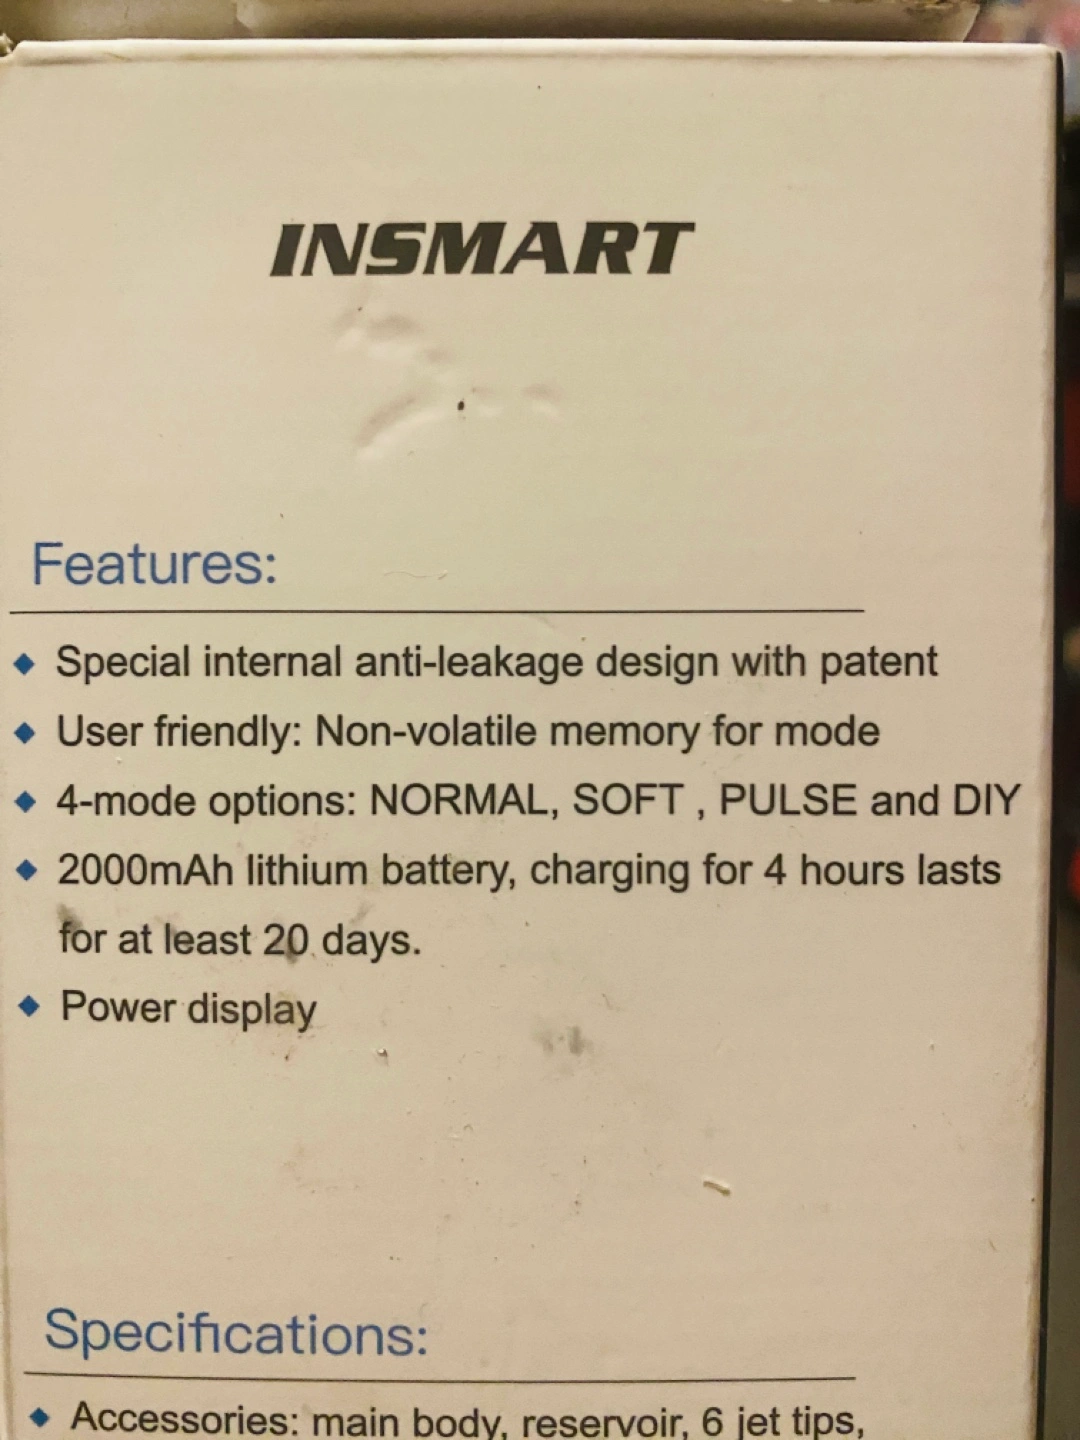 INSMART
Features:
◆ Special internal anti-leakage design with patent
◆ User friendly: Non-volatile memory for mode
◆ 4-mode options: NORMAL, SOFT , PULSE and DIY
◆ 2000mAh lithium battery, charging for 4 hours lasts
for at least 20 days.
◆ Power display
Specifications:
◆ Accessories: main body, reservoir, 6 jet tips,